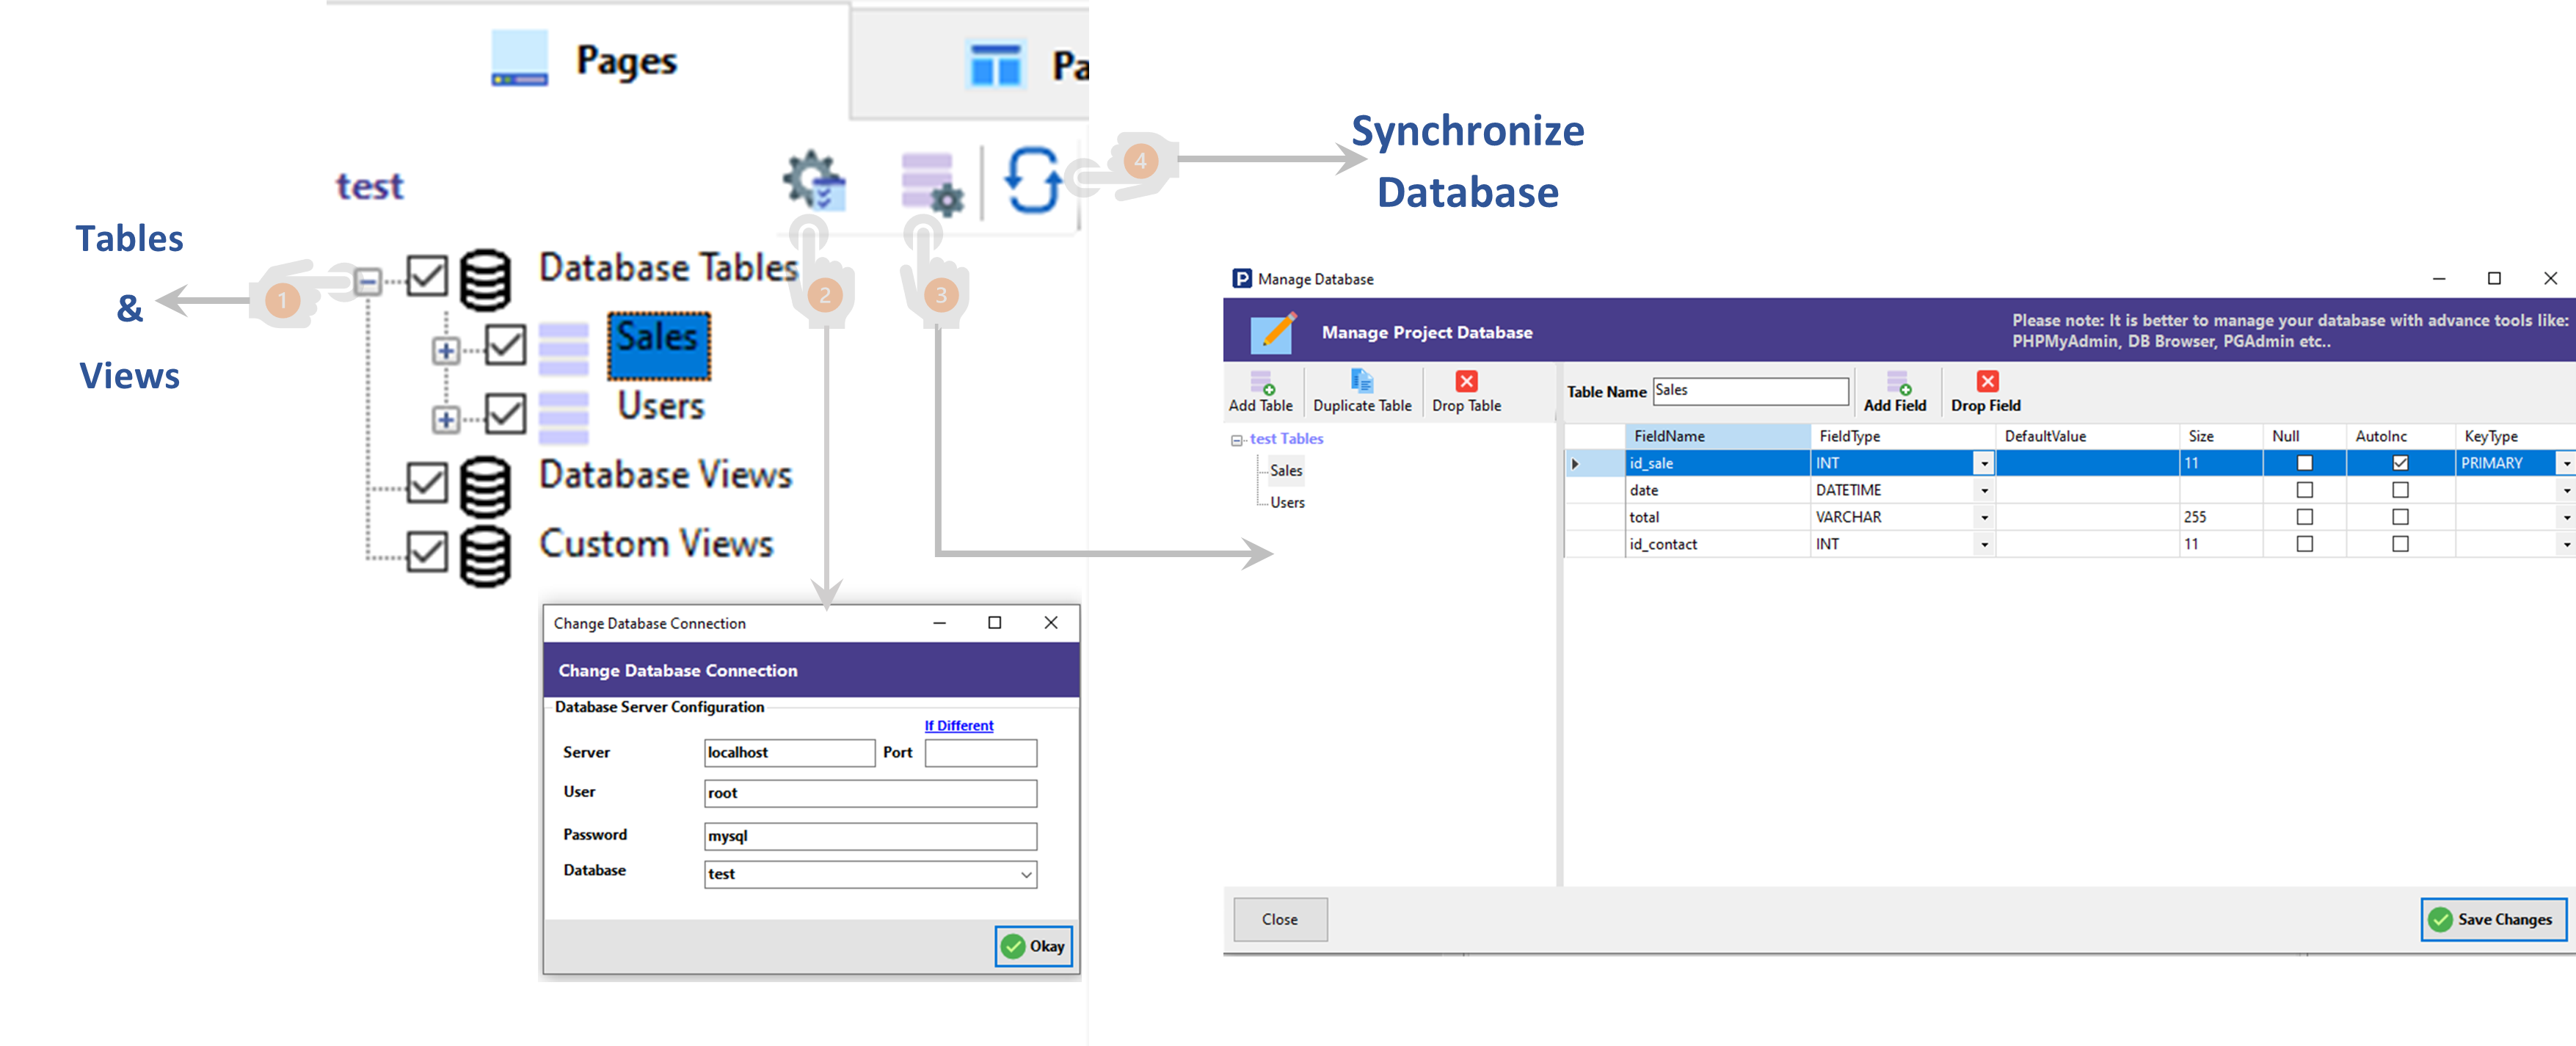 Pages
Pa
test
4
Synchronize
Database
Tables
&
Views
1
2
3
Database Tables
Sales
Users
Database Views
Custom Views
Change Database Connection
Change Database Connection
Database Server Configuration
If Different
Server localhost Port
User root
Password mysql
Database test
Okay
Manage Database
Manage Project Database
Please note: It is better to manage your database with advance tools like:
PHPMyAdmin, DB Browser, PGAdmin etc..
Add Table Duplicate Table Drop Table
Table Name Sales Add Field Drop Field
test Tables
Sales
Users
FieldName FieldType DefaultValue Size Null AutoInc KeyType
id_sale INT 11 PRIMARY
date DATETIME
total VARCHAR 255
id_contact INT 11
Close
Save Changes